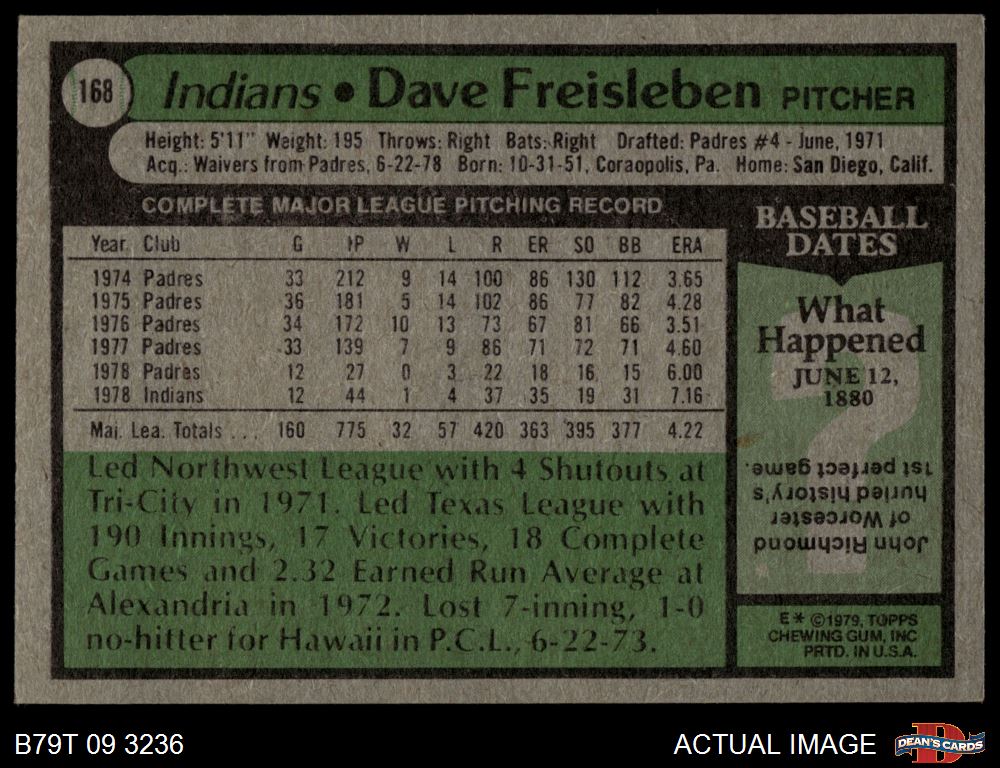 168
Indians • Dave Freisleben PITCHER
Height: 5'11" Weight: 195 Throws: Right Bats: Right Drafted: Padres #4 - June, 1971
Acq.: Waivers from Padres, 6-22-78 Born: 10-31-51, Coraopolis, Pa. Home: San Diego, Calif.
COMPLETE MAJOR LEAGUE PITCHING RECORD
Year Club G IP W L R ER SO BB ERA
1974 Padres 33 212 9 14 100 86 130 112 3.65
1975 Padres 36 181 5 14 102 86 77 82 4.28
1976 Padres 34 172 10 13 73 67 81 66 3.51
1977 Padres 33 139 7 9 86 71 72 71 4.60
1978 Padres 12 27 0 3 22 18 16 15 6.00
1978 Indians 12 44 1 4 37 35 19 31 7.16
Maj. Lea. Totals ... 160 775 32 57 420 363 395 377 4.22
Led Northwest League with 4 Shutouts at
Tri-City in 1971. Led Texas League with
190 Innings, 17 Victories, 18 Complete
Games and 2.32 Earned Run Average at
Alexandria in 1972. Lost 7-inning, 1-0
no-hitter for Hawaii in P.C.L., 6-22-73.
BASEBALL
DATES
What
Happened
JUNE 12,
1880
?
John Richmond
of Worcester
hurled history's
1st perfect game.
E* ©1979, TOPPS
CHEWING GUM, INC
PRTD. IN U.S.A.
B79T 09 3236
ACTUAL IMAGE
D
DEAN'S CARDS